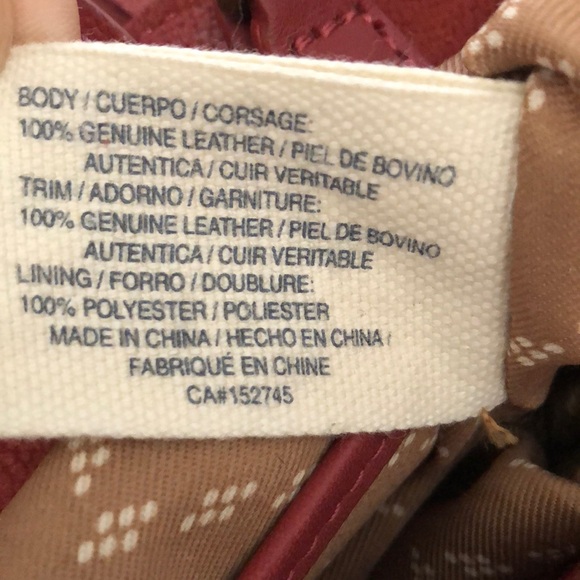 BODY / CUERPO / CORSAGE:
100% GENUINE LEATHER / PIEL DE BOVINO
AUTENTICA / CUIR VERITABLE
TRIM / ADORNO / GARNITURE:
100% GENUINE LEATHER / PIEL DE BOVINO
AUTENTICA / CUIR VERITABLE
LINING / FORRO / DOUBLURE:
100% POLYESTER / POLIESTER
MADE IN CHINA / HECHO EN CHINA /
FABRIQUÉ EN CHINE
CA#152745